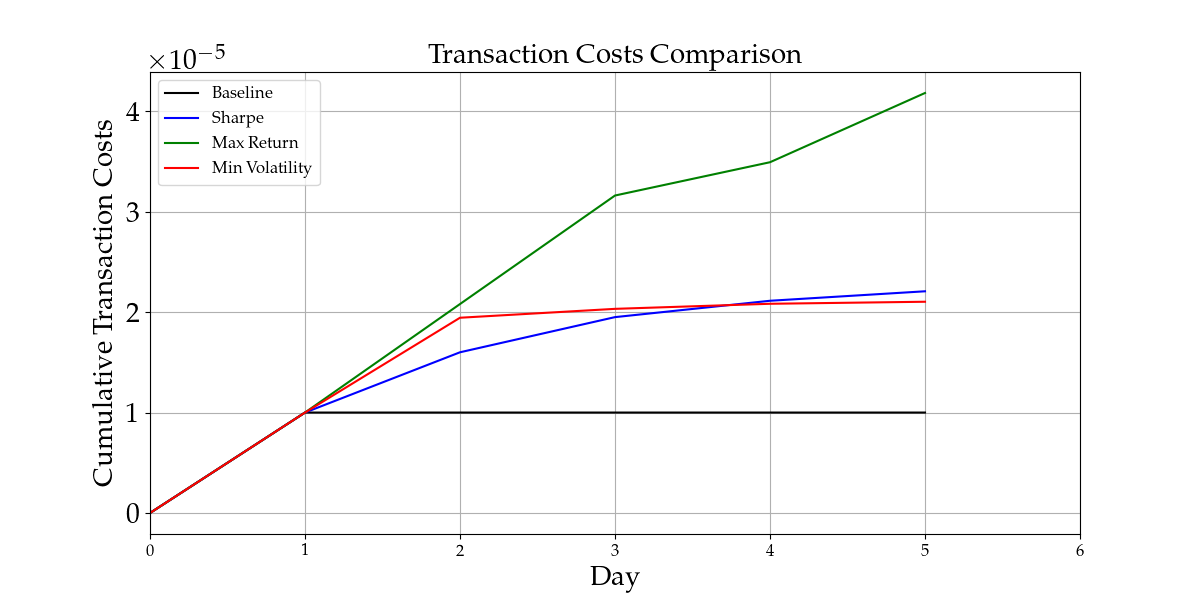 Transaction Costs Comparison
×10⁻⁵
Baseline
Sharpe
Max Return
Min Volatility
Cumulative Transaction Costs
4
3
2
1
0
0 1 2 3 4 5 6
Day